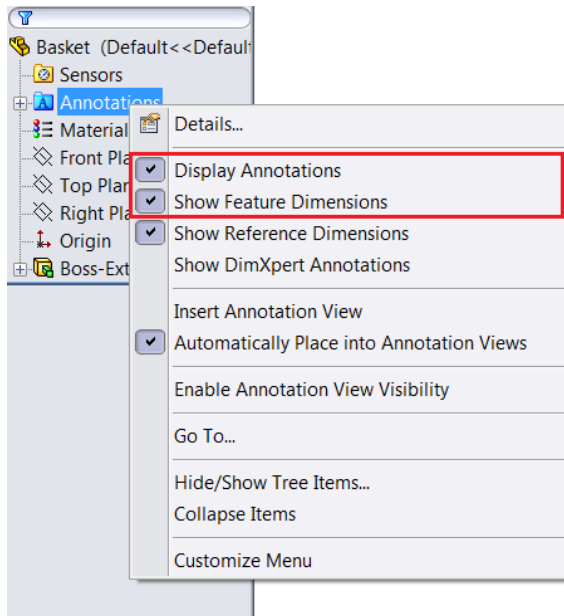 Basket (Default<<Default
Sensors
Annotations
Details...
Material
Display Annotations
Front Pla
Show Feature Dimensions
Top Plan
Right Pla
Show Reference Dimensions
Origin
Show DimXpert Annotations
Boss-Ext
Insert Annotation View
Automatically Place into Annotation Views
Enable Annotation View Visibility
Go To...
Hide/Show Tree Items...
Collapse Items
Customize Menu